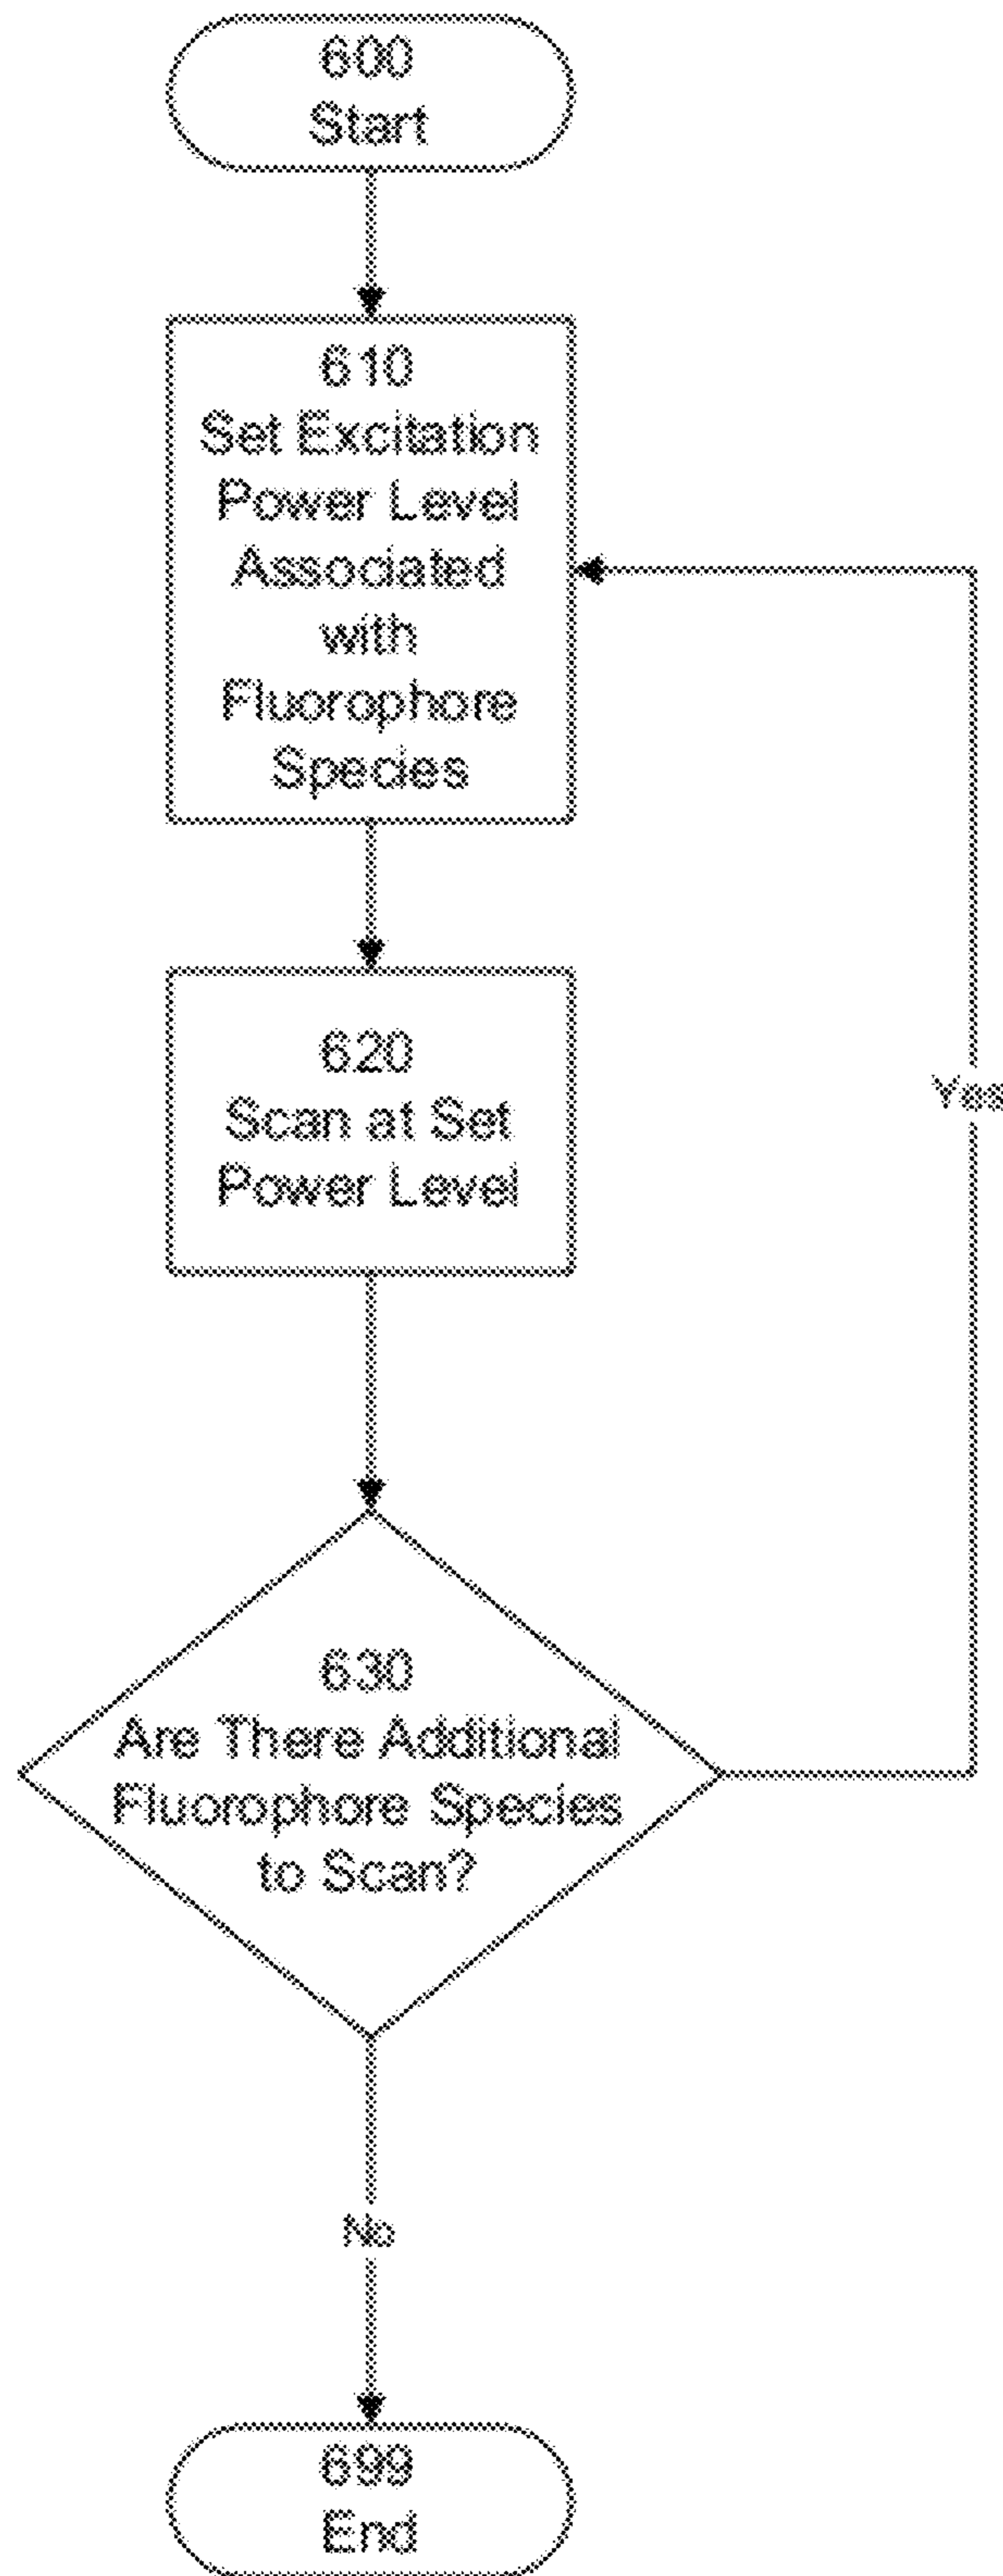 600
Start
610
Set Excitation
Power Level
Associated
with
Fluorophore
Species
620
Scan at Set
Power Level
Yes
630
Are There Additional
Fluorophore Species
to Scan?
No
699
End